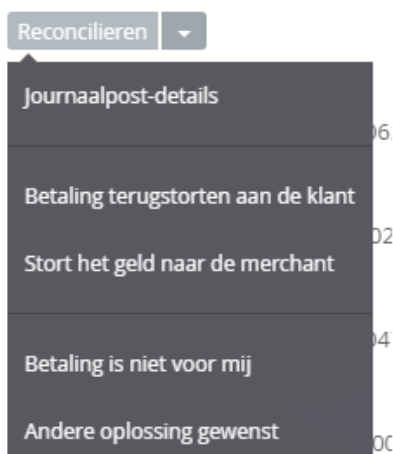 Reconcilieren
Journaalpost-details
Betaling terugstorten aan de klant
Stort het geld naar de merchant
Betaling is niet voor mij
Andere oplossing gewenst